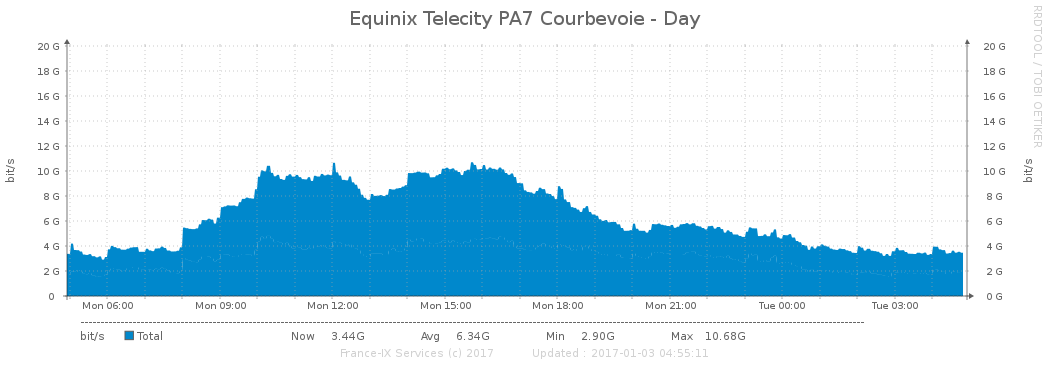 Equinix Telecity PA7 Courbevoie - Day
RRDTOOL / TOBI OETIKER
bit/s
bit/s
20 G 20 G
18 G 18 G
16 G 16 G
14 G 14 G
12 G 12 G
10 G 10 G
8 G 8 G
6 G 6 G
4 G 4 G
2 G 2 G
0 0 G
Mon 06:00 Mon 09:00 Mon 12:00 Mon 15:00 Mon 18:00 Mon 21:00 Tue 00:00 Tue 03:00
bit/s Total Now 3.44G Avg 6.34G Min 2.90G Max 10.68G
France-IX Services (c) 2017 Updated : 2017-01-03 04:55:11